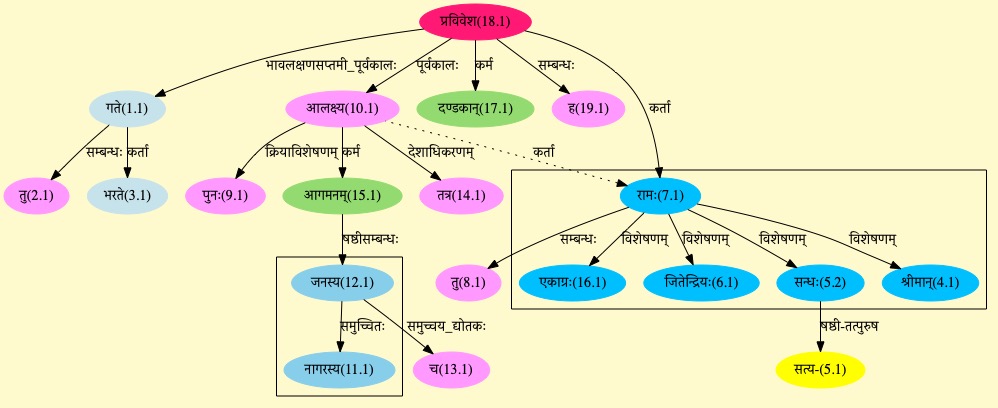 प्रविवेश(18.1)
भावलक्षणसप्तमी_पूर्वकालः पूर्वकालः कर्म सम्बन्धः
गते(1.1) आलक्ष्य(10.1) दण्डकान्(17.1) ह(19.1) कर्ता
सम्बन्धः कर्ता क्रियाविशेषणम् कर्म देशाधिकरणम् कर्ता
तु(2.1) भरते(3.1) पुनः(9.1) आगमनम्(15.1) तत्र(14.1) रामः(7.1)
षष्ठीसम्बन्धः सम्बन्धः विशेषणम् विशेषणम् विशेषणम् विशेषणम्
जनस्य(12.1) तु(8.1) एकाग्रः(16.1) जितेन्द्रियः(6.1) सन्धः(5.2) श्रीमान्(4.1)
समुच्चितः समुच्चय_द्योतकः षष्ठी-तत्पुरुष
नागरस्य(11.1) च(13.1) सत्य-(5.1)